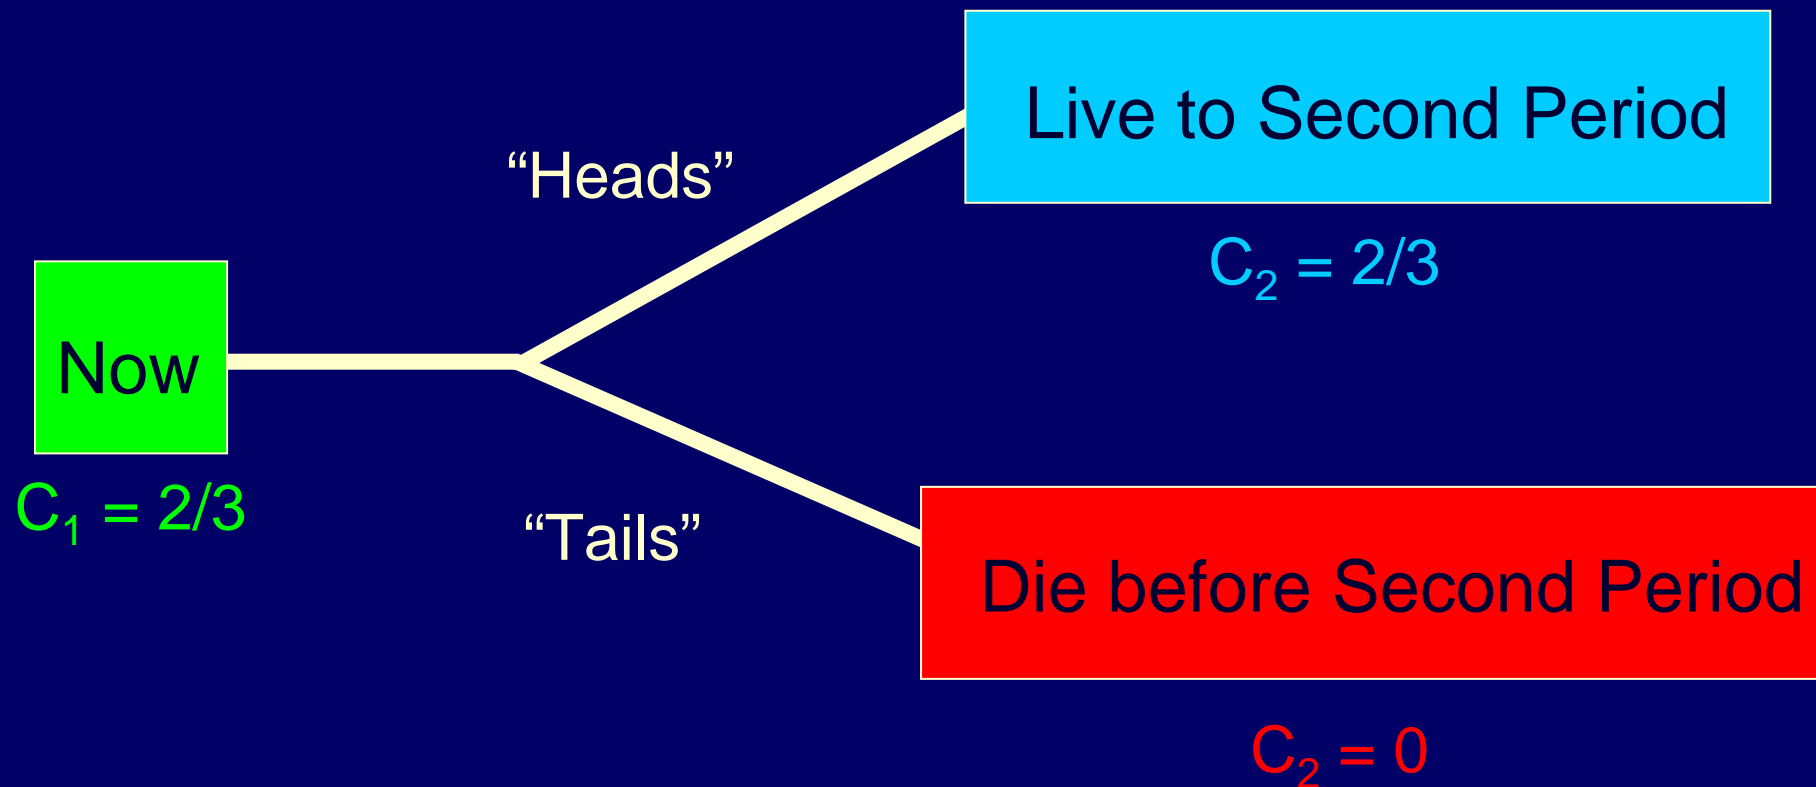 Live to Second Period
“Heads”
C₂ = 2/3
Now
C₁ = 2/3
“Tails”
Die before Second Period
C₂ = 0